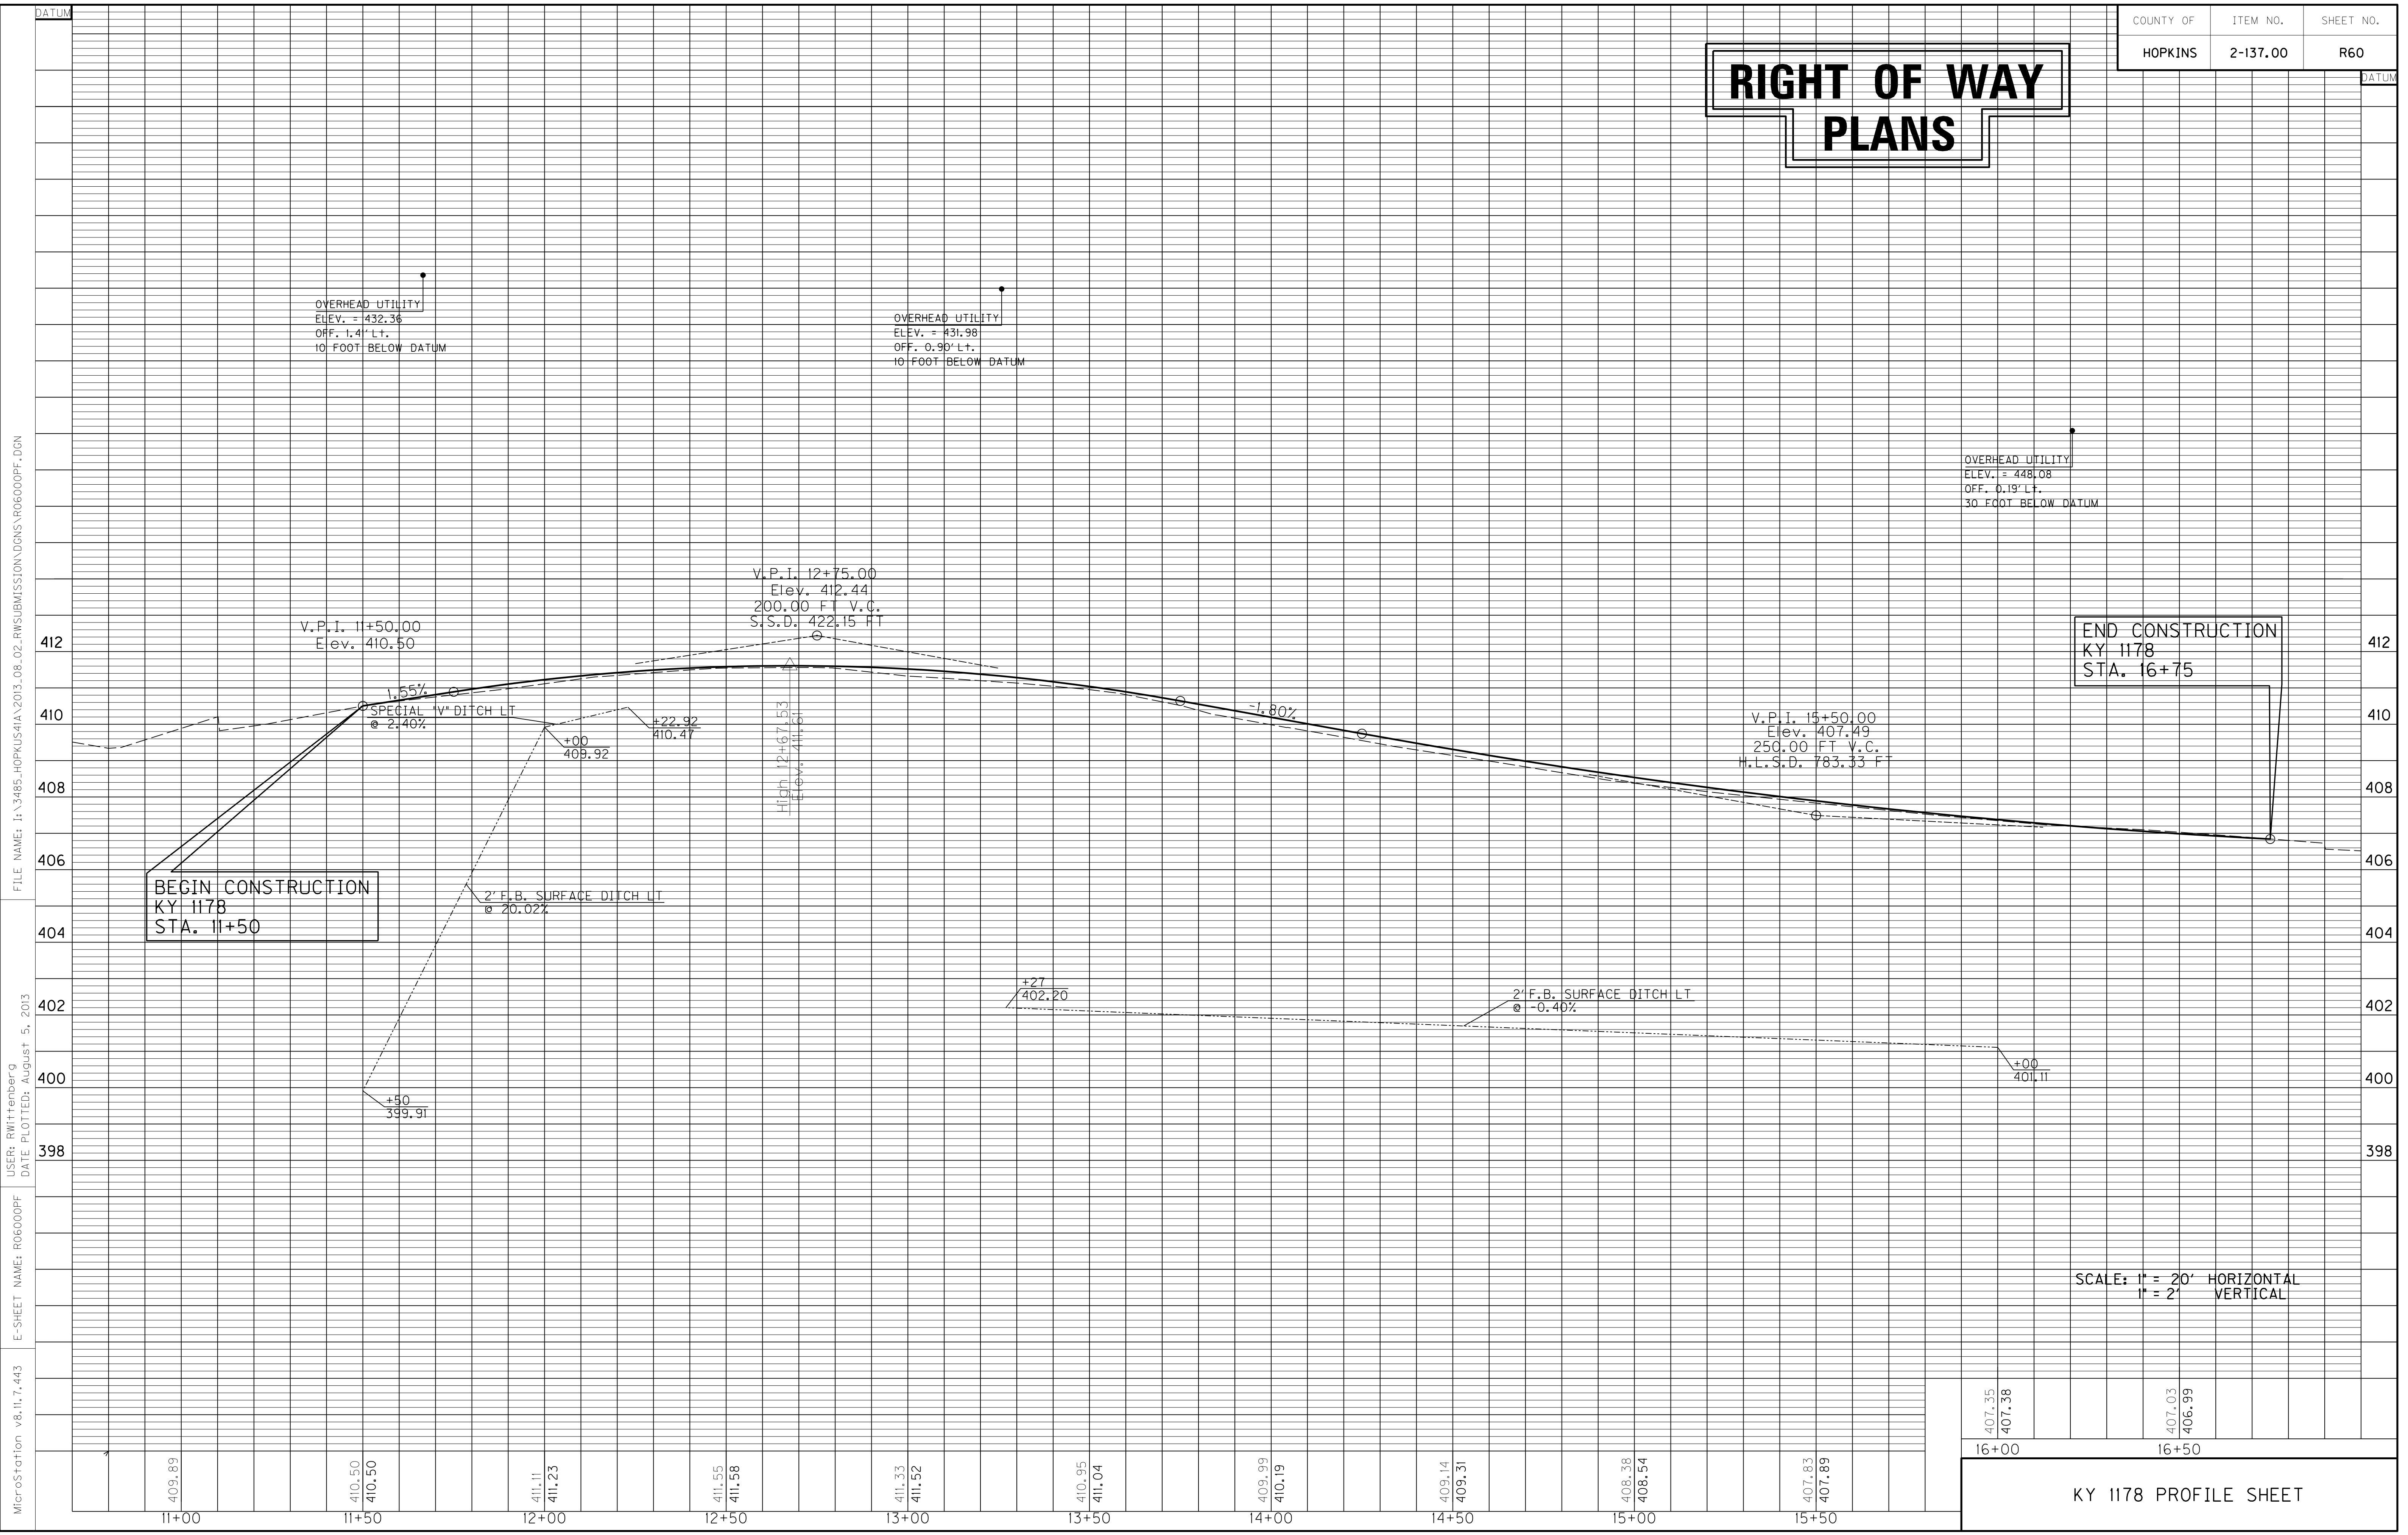 DATUM
COUNTY OF ITEM NO. SHEET NO.
HOPKINS 2-137.00 R60
DATUM
RIGHT OF WAY
PLANS
OVERHEAD UTILITY
ELEV. = 432.36
OFF. 1.41' Lt.
10 FOOT BELOW DATUM
OVERHEAD UTILITY
ELEV. = 431.98
OFF. 0.90' Lt.
10 FOOT BELOW DATUM
OVERHEAD UTILITY
ELEV. = 448.08
OFF. 0.19' Lt.
30 FOOT BELOW DATUM
V.P.I. 11+50.00
Elev. 410.50
V.P.I. 12+75.00
Elev. 412.44
200.00 FT V.C.
S.S.D. 422.15 FT
END CONSTRUCTION
KY 1178
STA. 16+75
1.55%
SPECIAL "V" DITCH LT
@ 2.40%
+00
409.92
+22.92
410.47
High 12+67.53
Elev. 411.61
-1.80%
V.P.I. 15+50.00
Elev. 407.49
250.00 FT V.C.
H.L.S.D. 783.33 FT
BEGIN CONSTRUCTION
KY 1178
STA. 11+50
2' F.B. SURFACE DITCH LT
@ 20.02%
+50
399.91
+27
402.20
2' F.B. SURFACE DITCH LT
@ -0.40%
+00
401.11
412 412
410 410
408 408
406 406
404 404
402 402
400 400
398 398
SCALE: 1" = 20' HORIZONTAL
1" = 2' VERTICAL
409.89
410.50
410.50
411.11
411.23
411.55
411.58
411.33
411.52
410.95
411.04
409.99
410.19
409.14
409.31
408.38
408.54
407.83
407.89
407.35
407.38
407.03
406.99
11+00 11+50 12+00 12+50 13+00 13+50 14+00 14+50 15+00 15+50
16+00 16+50
KY 1178 PROFILE SHEET
FILE NAME: I:\3485_HOPKUS41A\2013_08_02_RWSUBMISSION\DGNS\R06000PF.DGN
USER: RWittenberg
DATE PLOTTED: August 5, 2013
E-SHEET NAME: R06000PF
MicroStation v8.11.7.443